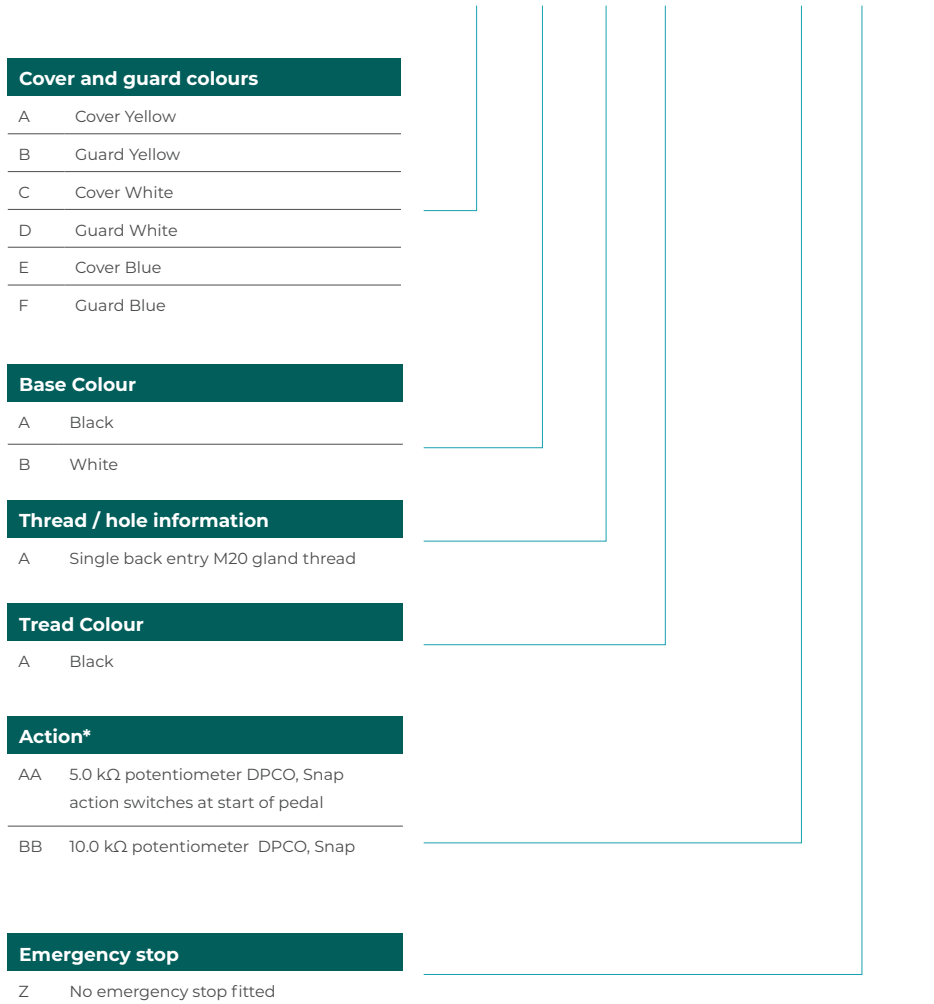 Cover and guard colours
A Cover Yellow
B Guard Yellow
C Cover White
D Guard White
E Cover Blue
F Guard Blue
Base Colour
A Black
B White
Thread / hole information
A Single back entry M20 gland thread
Tread Colour
A Black
Action*
AA 5.0 kΩ potentiometer DPCO, Snap
action switches at start of pedal
BB 10.0 kΩ potentiometer DPCO, Snap
Emergency stop
Z No emergency stop fitted